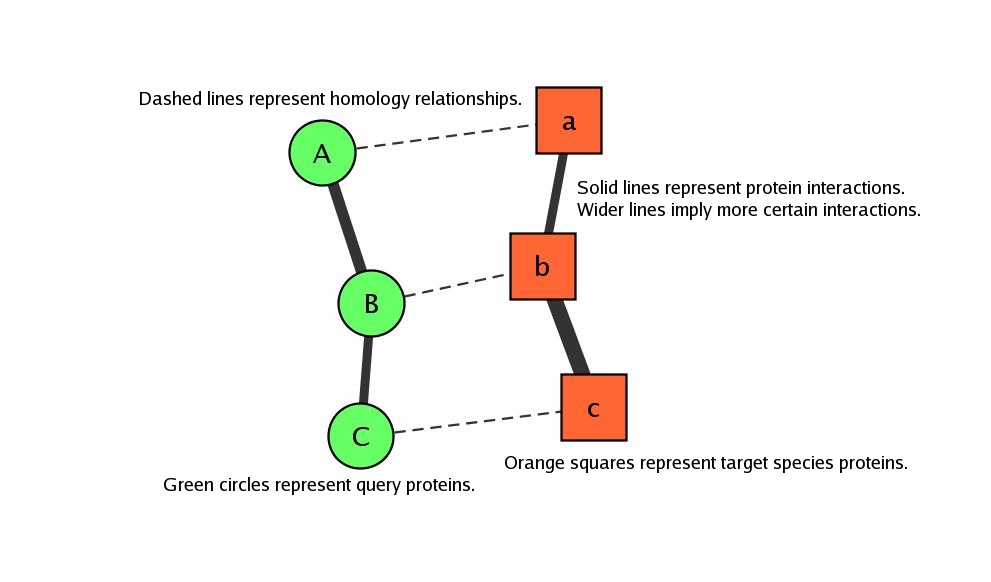 Dashed lines represent homology relationships.
a
A
Solid lines represent protein interactions.
Wider lines imply more certain interactions.
b
B
c
C
Orange squares represent target species proteins.
Green circles represent query proteins.